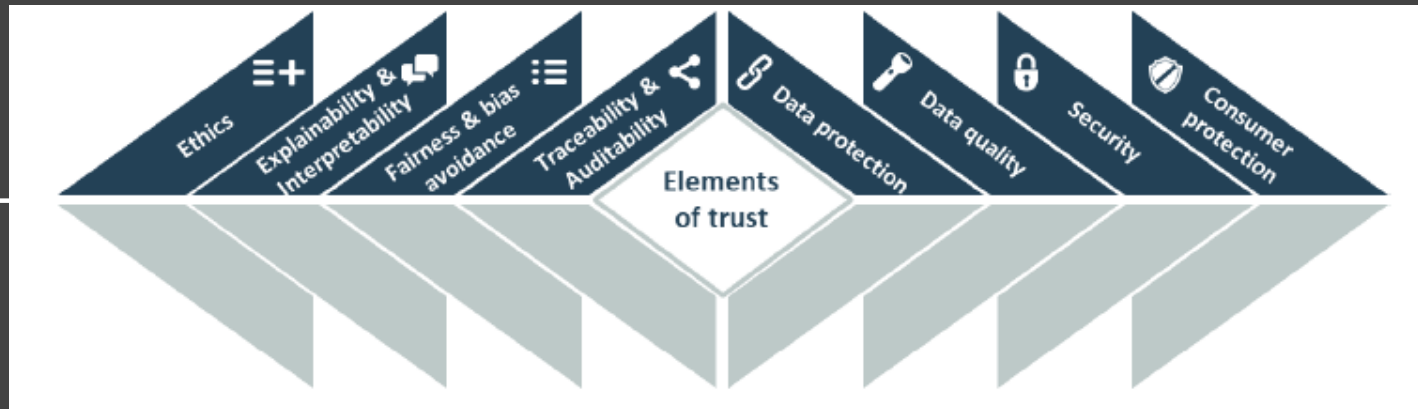 Ethics
Explainability &
Interpretability
Fairness & bias
avoidance
Traceability &
Auditability
Elements
of trust
Data protection
Data quality
Security
Consumer
protection